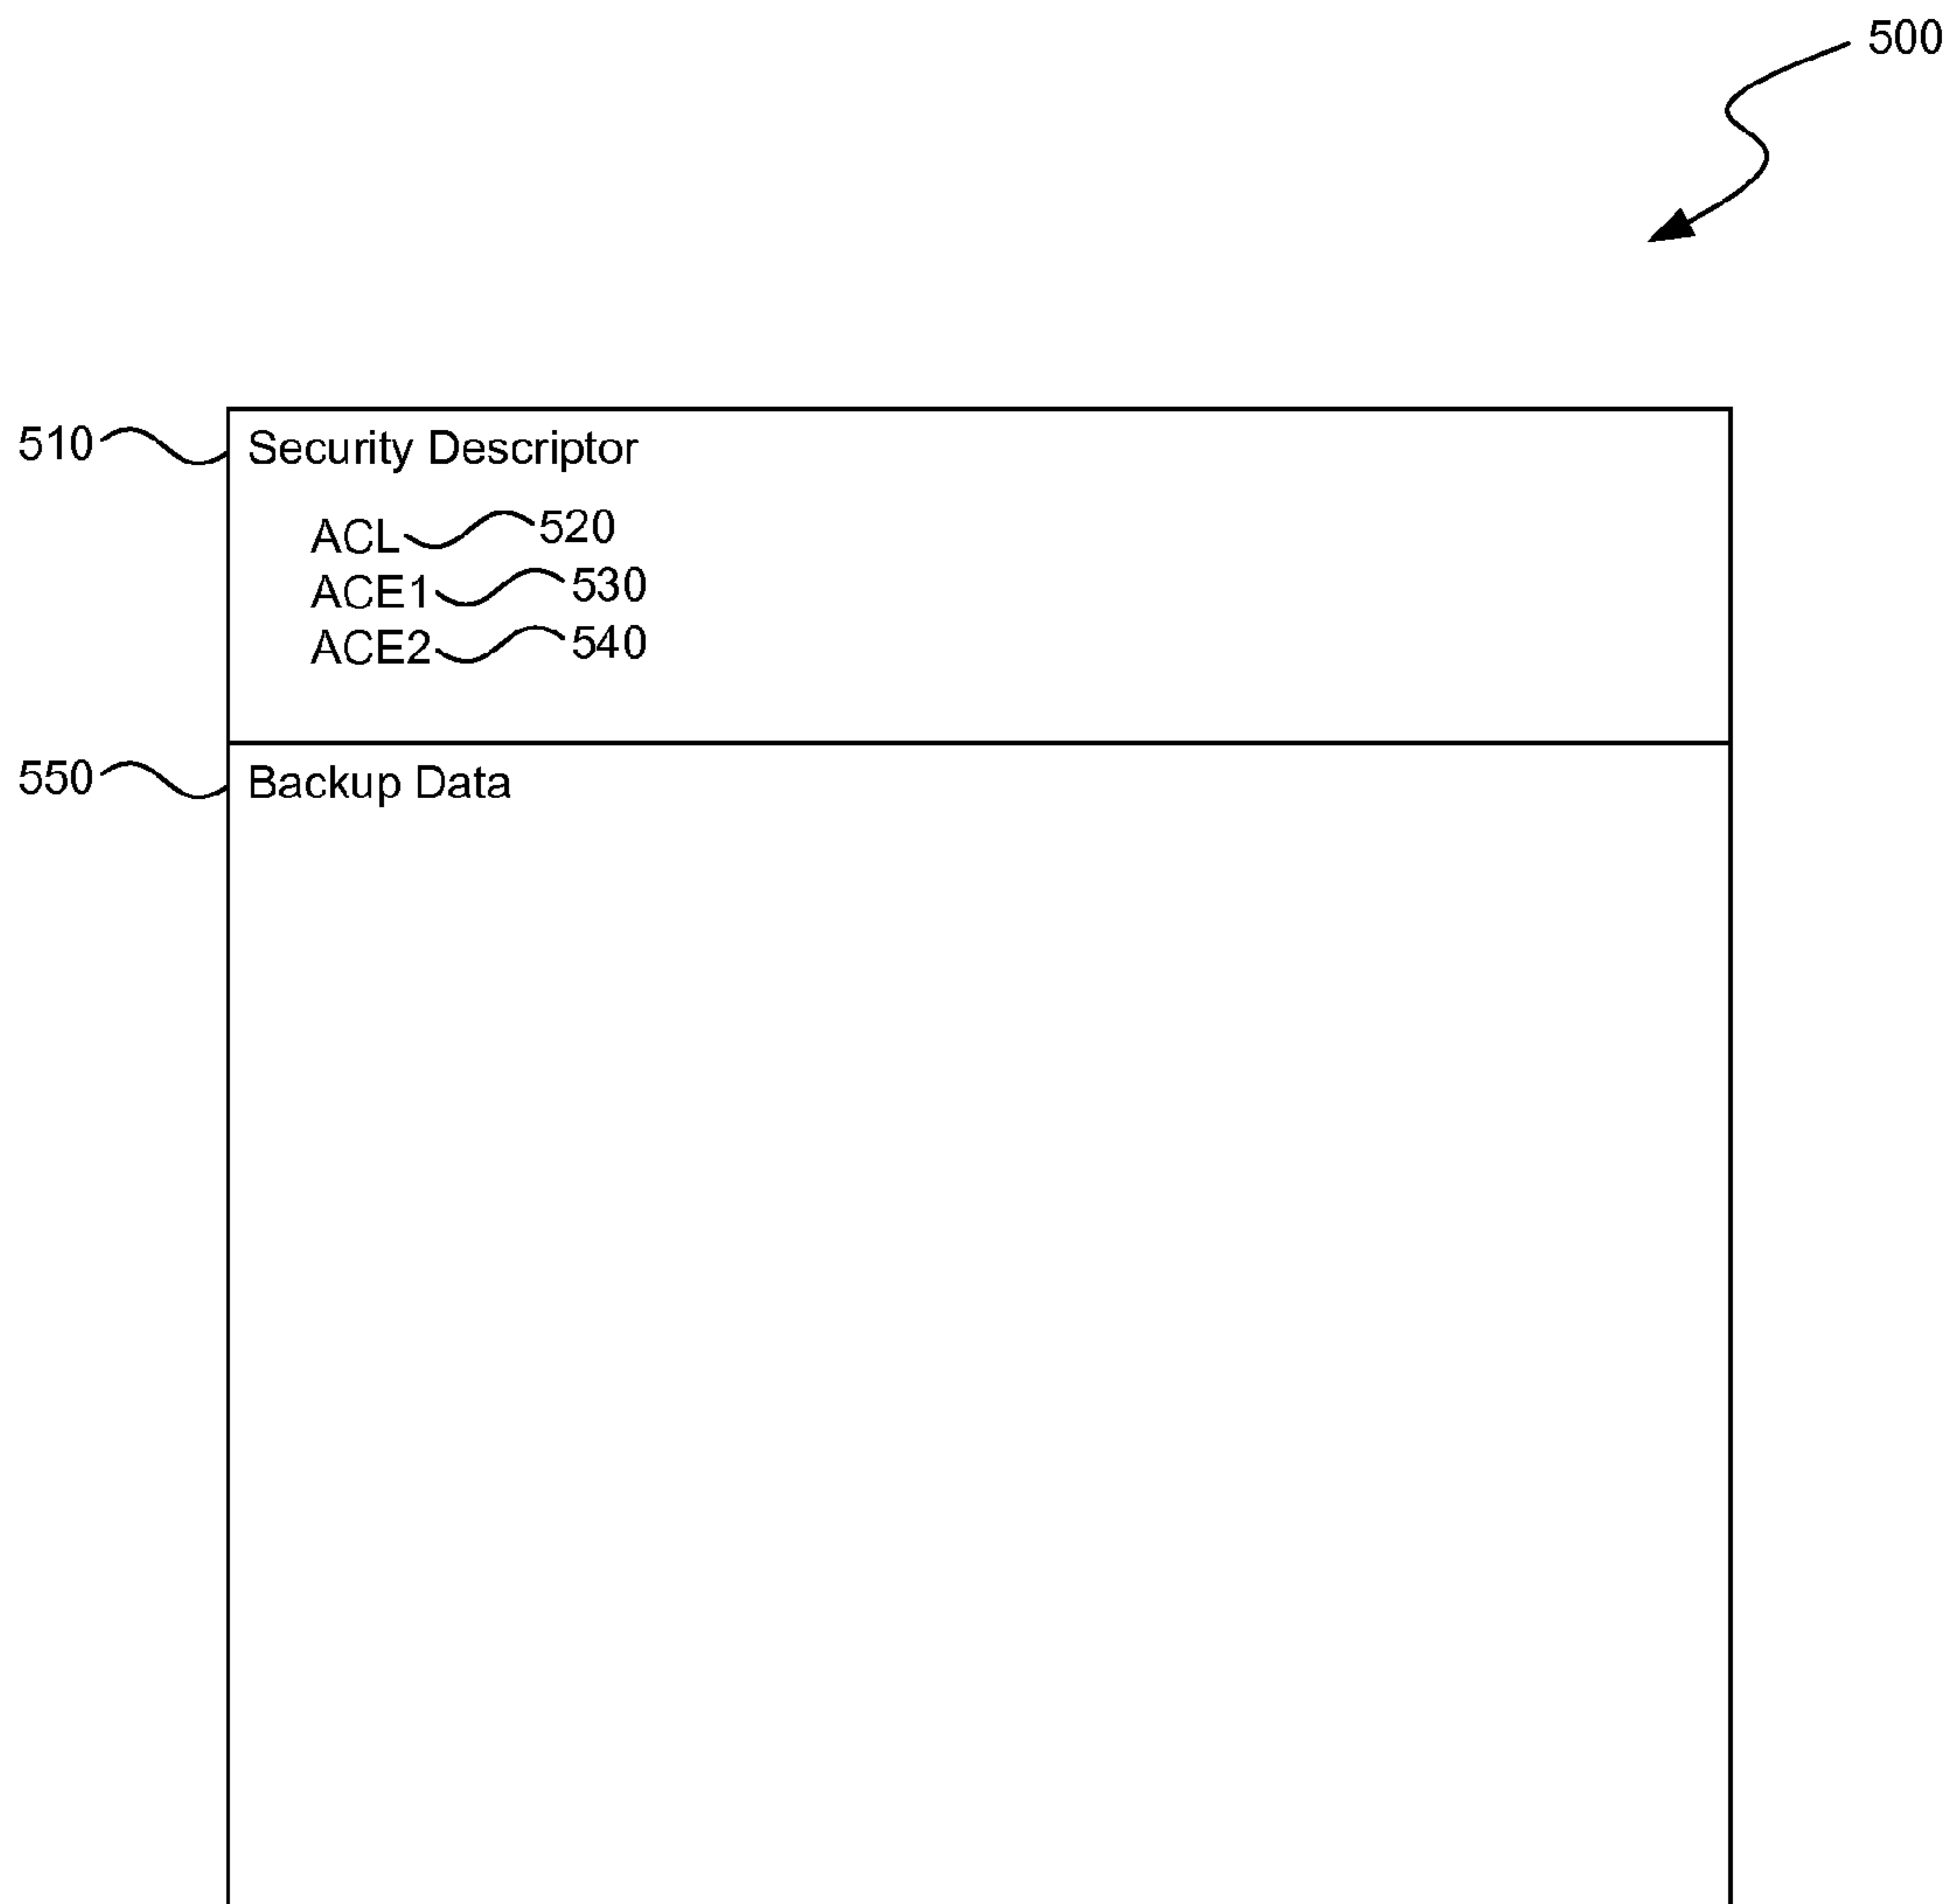 500
510 Security Descriptor
ACL 520
ACE1 530
ACE2 540
550 Backup Data